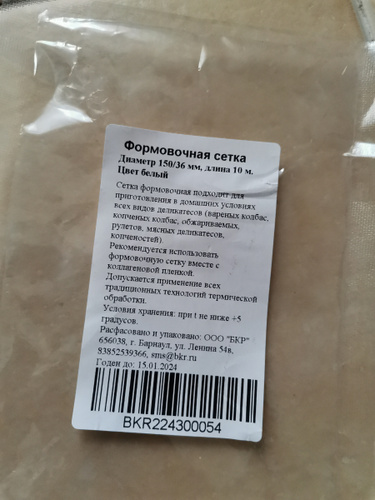 Формовочная сетка
Диаметр 150/36 мм, длина 10 м.
Цвет белый
Сетка формовочная подходит для
приготовления в домашних условиях
всех видов деликатесов (вареных колбас,
копченых колбас, обжариваемых,
рулетов, мясных деликатесов,
копченостей).
Рекомендуется использовать
формовочную сетку вместе с
коллагеновой пленкой.
Допускается применение всех
традиционных технологий термической
обработки.
Условия хранения: при t не ниже +5
градусов.
Расфасовано и упаковано: ООО "БКР"
656038, г. Барнаул, ул. Ленина 54в,
83852539366, sms@bkr.ru
Годен до: 15.01.2024
BKR224300054